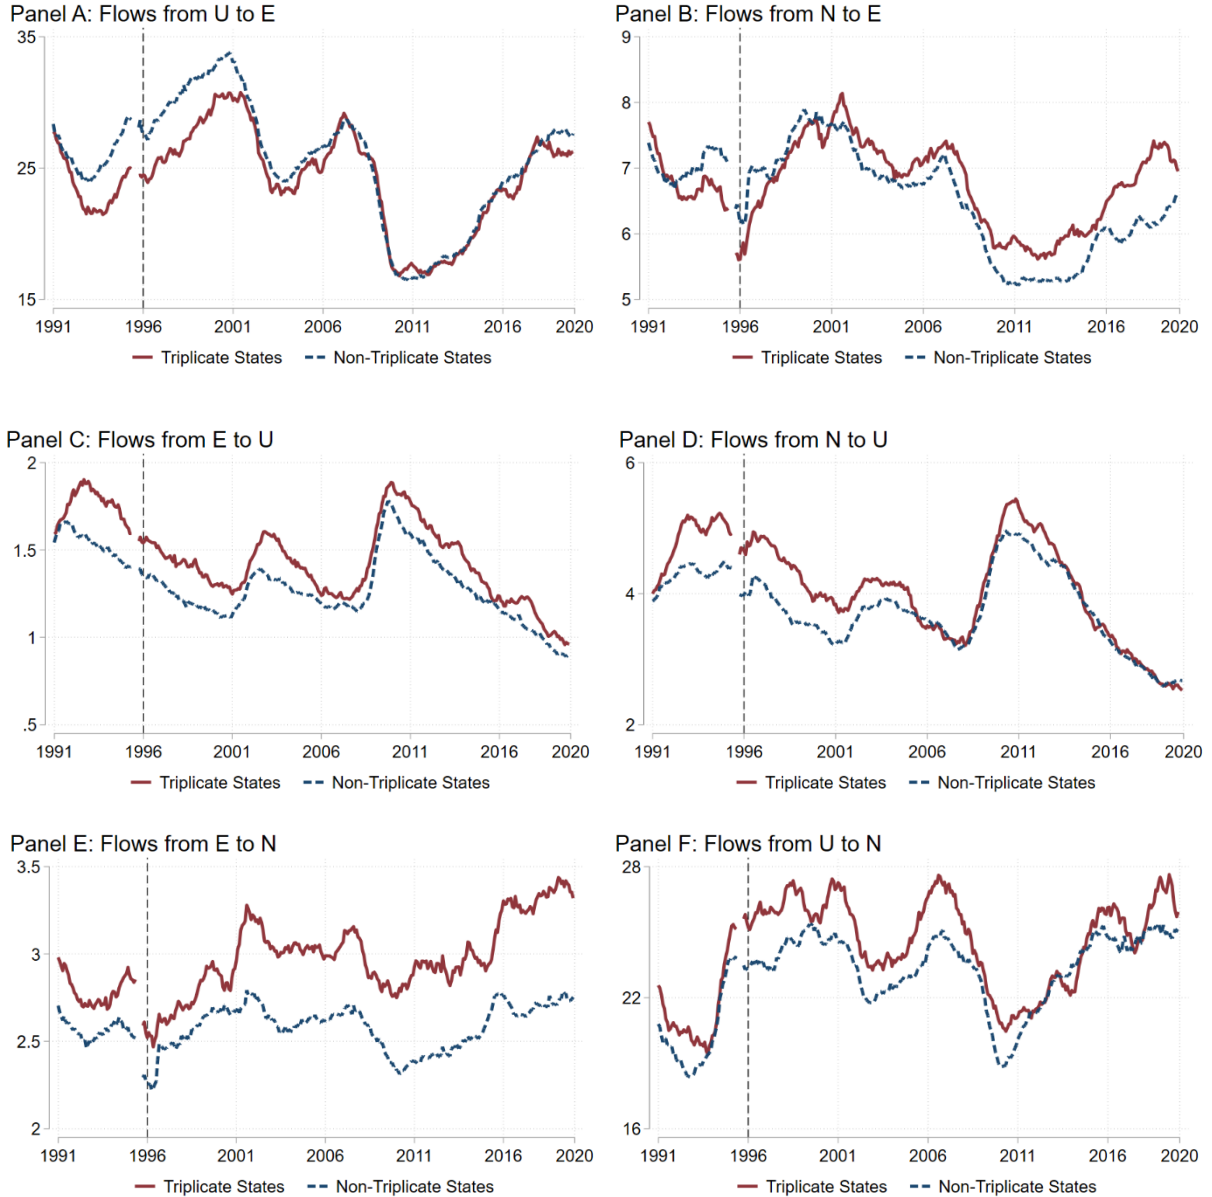 Panel A: Flows from U to E
35
25
15
1991 1996 2001 2006 2011 2016 2020
Triplicate States Non-Triplicate States
Panel B: Flows from N to E
9
8
7
6
5
1991 1996 2001 2006 2011 2016 2020
Triplicate States Non-Triplicate States
Panel C: Flows from E to U
2
1.5
1
.5
1991 1996 2001 2006 2011 2016 2020
Triplicate States Non-Triplicate States
Panel D: Flows from N to U
6
4
2
1991 1996 2001 2006 2011 2016 2020
Triplicate States Non-Triplicate States
Panel E: Flows from E to N
3.5
3
2.5
2
1991 1996 2001 2006 2011 2016 2020
Triplicate States Non-Triplicate States
Panel F: Flows from U to N
28
22
16
1991 1996 2001 2006 2011 2016 2020
Triplicate States Non-Triplicate States